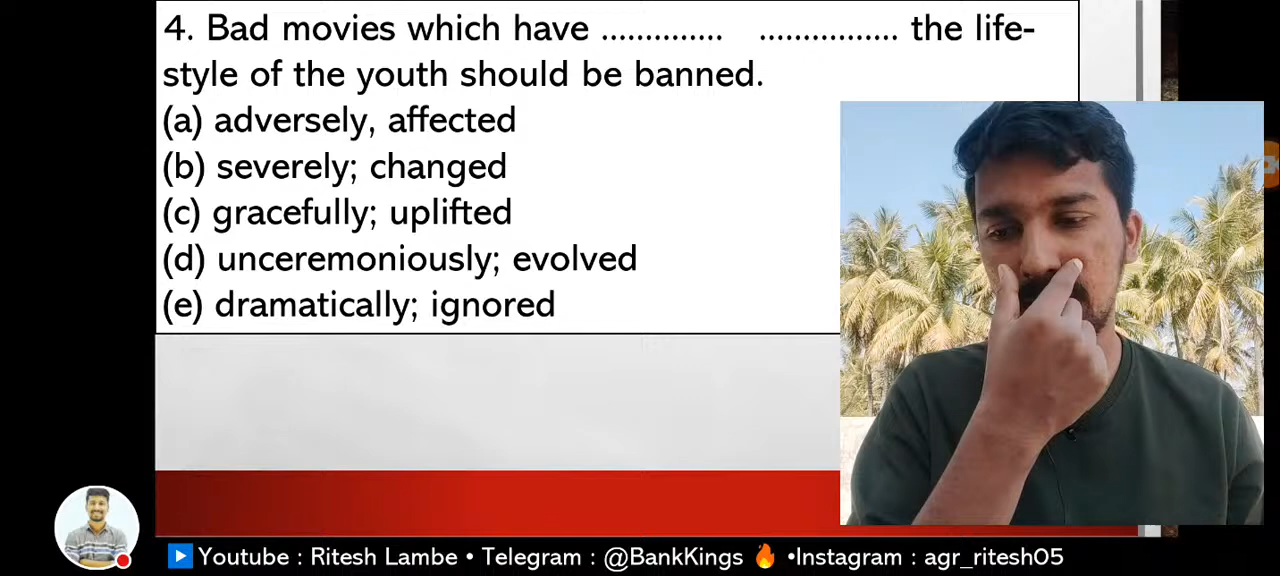 4. Bad movies which have .............. ................ the life-
style of the youth should be banned.
(a) adversely, affected
(b) severely; changed
(c) gracefully; uplifted
(d) unceremoniously; evolved
(e) dramatically; ignored
Youtube : Ritesh Lambe • Telegram : @BankKings 🔥 •Instagram : agr_ritesh05